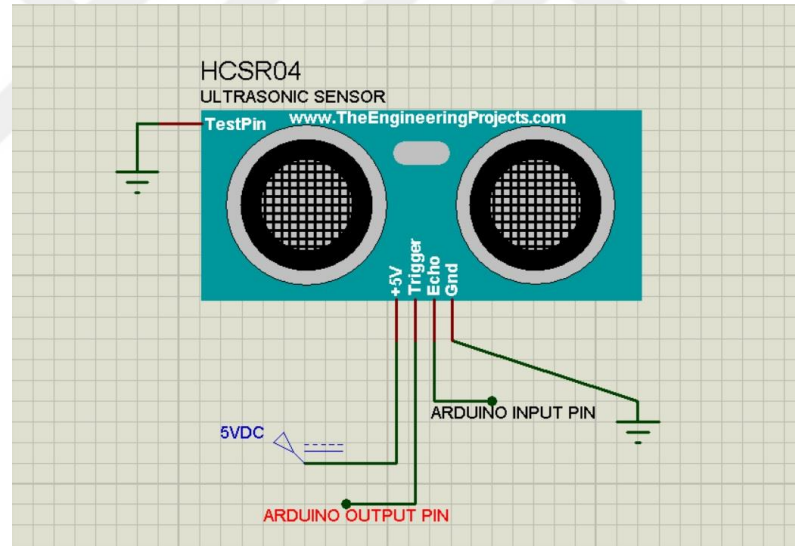 HCSR04
ULTRASONIC SENSOR
TestPin
www.TheEngineeringProjects.com
+5V
Trigger
Echo
Gnd
ARDUINO INPUT PIN
5VDC
ARDUINO OUTPUT PIN